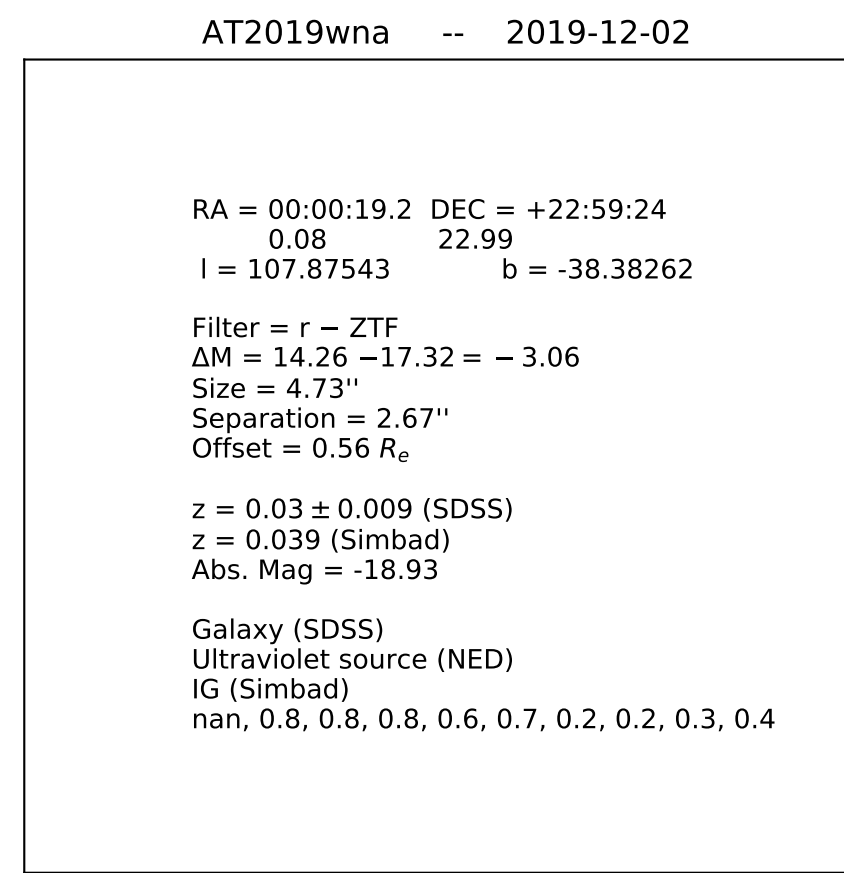 AT2019wna -- 2019-12-02
RA = 00:00:19.2 DEC = +22:59:24
0.08 22.99
l = 107.87543 b = -38.38262
Filter = r − ZTF
ΔM = 14.26 −17.32 = − 3.06
Size = 4.73''
Separation = 2.67''
Offset = 0.56 Rₑ
z = 0.03 ± 0.009 (SDSS)
z = 0.039 (Simbad)
Abs. Mag = -18.93
Galaxy (SDSS)
Ultraviolet source (NED)
IG (Simbad)
nan, 0.8, 0.8, 0.8, 0.6, 0.7, 0.2, 0.2, 0.3, 0.4